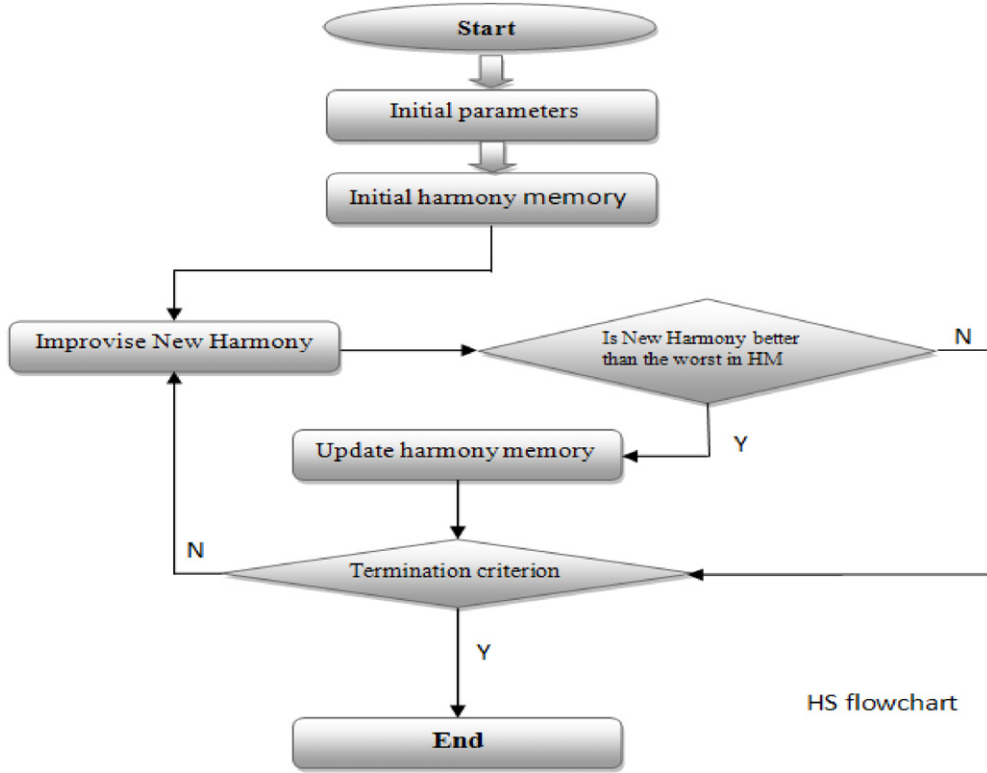 Start
Initial parameters
Initial harmony memory
Improvise New Harmony
Is New Harmony better
than the worst in HM
N
Y
Update harmony memory
N
Termination criterion
Y
HS flowchart
End